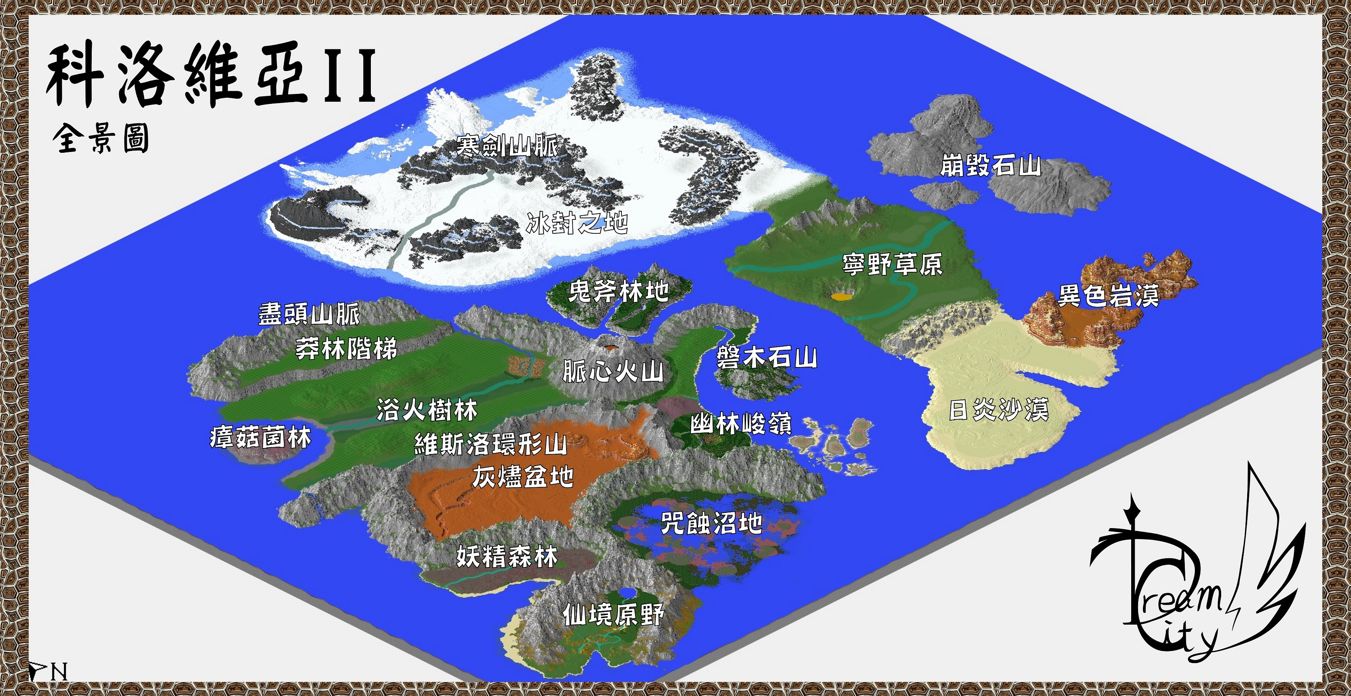 科洛維亞II
全景圖
寒劍山脈
崩毀石山
冰封之地
寧野草原
鬼斧林地
異色岩漠
盡頭山脈
莽林階梯
磐木石山
脈心火山
浴火樹林
日炎沙漠
幽林峻嶺
瘴菇菌林
維斯洛環形山
灰燼盆地
咒蝕沼地
妖精森林
仙境原野
Dream
City
N